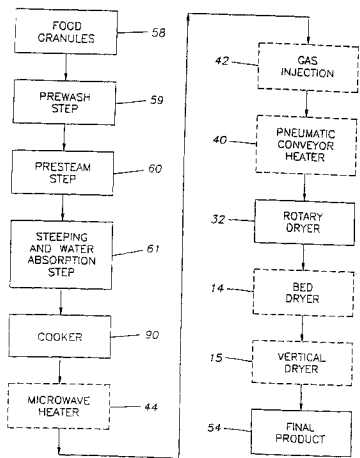 FOOD
GRANULES
58
PREWASH
STEP
59
PRESTEAM
STEP
60
STEEPING
AND WATER
ABSORPTION
STEP
61
COOKER
90
MICROWAVE
HEATER
44
42
GAS
INJECTION
40
PNEUMATIC
CONVEYOR
HEATER
32
ROTARY
DRYER
14
BED
DRYER
15
VERTICAL
DRYER
54
FINAL
PRODUCT